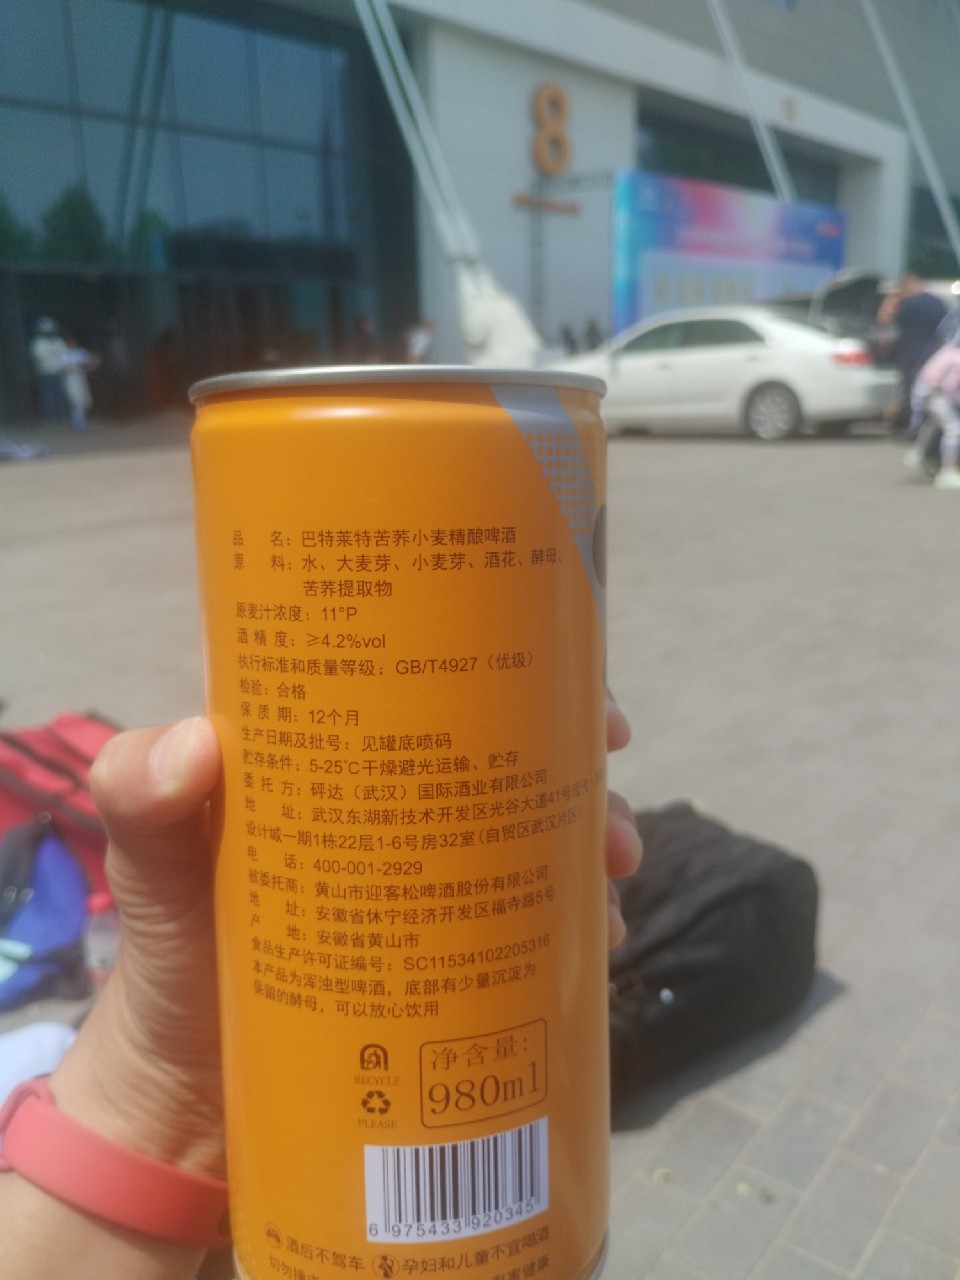 8
品 名：巴特莱特苦荞小麦精酿啤酒
原 料：水、大麦芽、小麦芽、酒花、酵母、
苦荞提取物
原麦汁浓度：11°P
酒 精 度：≥4.2%vol
执行标准和质量等级：GB/T4927（优级）
检验：合格
保 质 期：12个月
生产日期及批号：见罐底喷码
贮存条件：5-25℃干燥避光运输、贮存
委 托 方：砰达（武汉）国际酒业有限公司
地 址：武汉东湖新技术开发区光谷大道41号现代·
设计城一期1栋22层1-6号房32室(自贸区武汉片区)
电 话：400-001-2929
被委托商：黄山市迎客松啤酒股份有限公司
地 址：安徽省休宁经济开发区福寺路5号
产 地：安徽省黄山市
食品生产许可证编号：SC11534102205316
本产品为浑浊型啤酒，底部有少量沉淀为
保留的酵母，可以放心饮用
RECYCLE
PLEASE
净含量：
980ml
6 975433 920345
酒后不驾车 孕妇和儿童不宜喝酒
切勿撞 有害健康